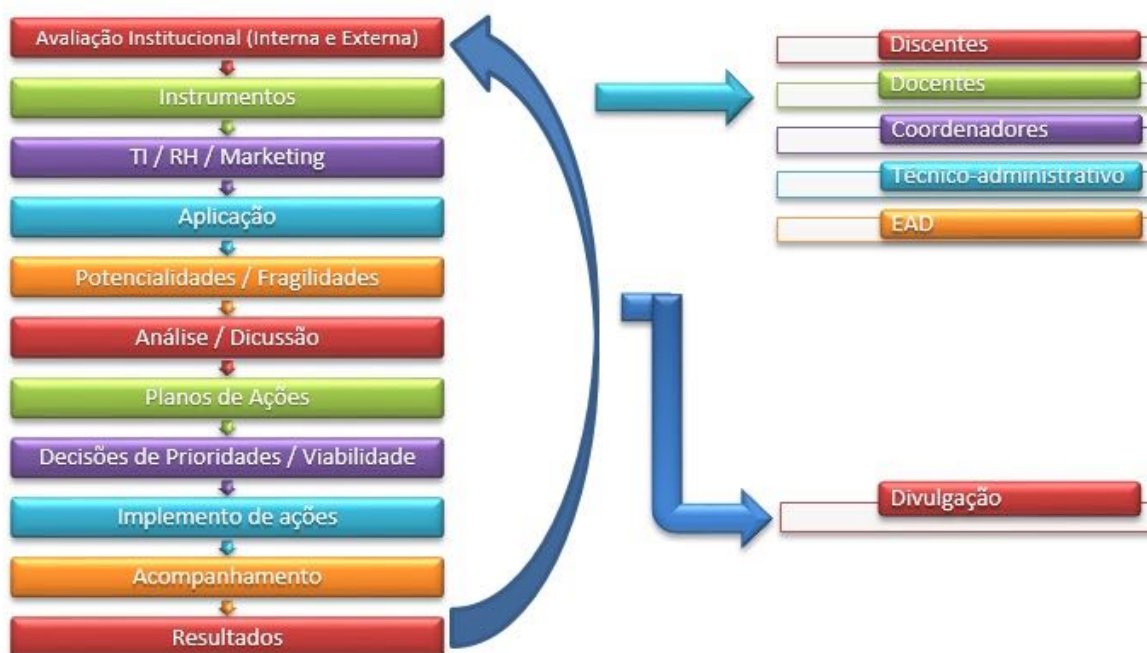 Avaliação Institucional (Interna e Externa)
Instrumentos
TI / RH / Marketing
Aplicação
Potencialidades / Fragilidades
Análise / Dicussão
Planos de Ações
Decisões de Prioridades / Viabilidade
Implemento de ações
Acompanhamento
Resultados
Discentes
Docentes
Coordenadores
Técnico-administrativo
EAD
Divulgação